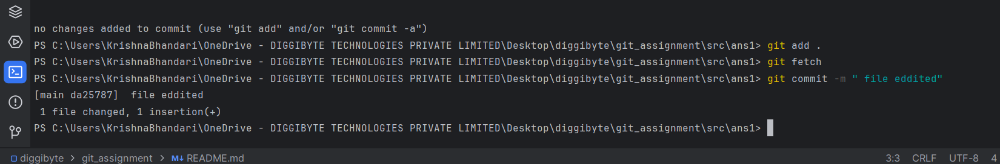 no changes added to commit (use "git add" and/or "git commit -a")
PS C:\Users\KrishnaBhandari\OneDrive - DIGGIBYTE TECHNOLOGIES PRIVATE LIMITED\Desktop\diggibyte\git_assignment\src\ans1> git add .
PS C:\Users\KrishnaBhandari\OneDrive - DIGGIBYTE TECHNOLOGIES PRIVATE LIMITED\Desktop\diggibyte\git_assignment\src\ans1> git fetch
PS C:\Users\KrishnaBhandari\OneDrive - DIGGIBYTE TECHNOLOGIES PRIVATE LIMITED\Desktop\diggibyte\git_assignment\src\ans1> git commit -m " file eddited"
[main da25787]  file eddited
 1 file changed, 1 insertion(+)
PS C:\Users\KrishnaBhandari\OneDrive - DIGGIBYTE TECHNOLOGIES PRIVATE LIMITED\Desktop\diggibyte\git_assignment\src\ans1>
diggibyte > git_assignment > M↓ README.md 3:3 CRLF UTF-8 4